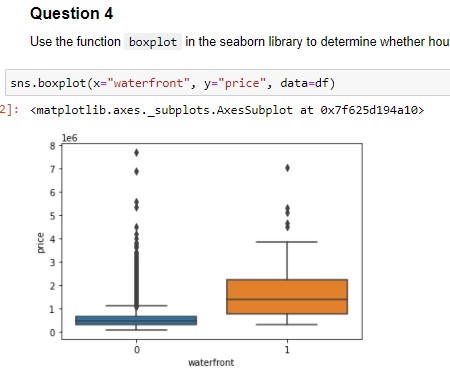 Question 4
Use the function boxplot in the seaborn library to determine whether hou
sns.boxplot(x="waterfront", y="price", data=df)
2]: <matplotlib.axes._subplots.AxesSubplot at 0x7f625d194a10>
1e6
8
7
6
5
4
3
2
1
0
price
0 1
waterfront